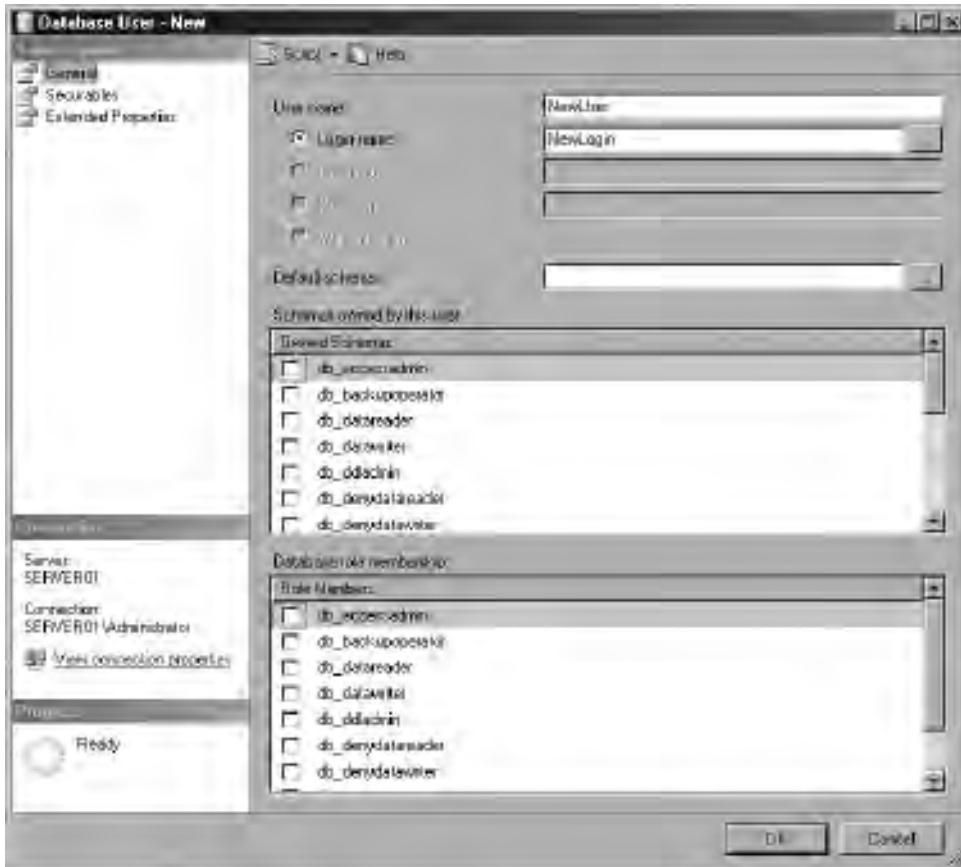 Database User - New
Script Help
General
Securables
Extended Properties
User name: NewUser
Login name: NewLogin
Default schema:
Schemas owned by this user:
Owned Schemas
db_accessadmin
db_backupoperator
db_datareader
db_datawriter
db_ddladmin
db_denydatareader
db_denydatawriter
Database role membership:
Role Members
db_accessadmin
db_backupoperator
db_datareader
db_datawriter
db_ddladmin
db_denydatareader
db_denydatawriter
Connection
Server:
SERVER01
Connection:
SERVER01\Administrator
View connection properties
Progress
Ready
OK Cancel